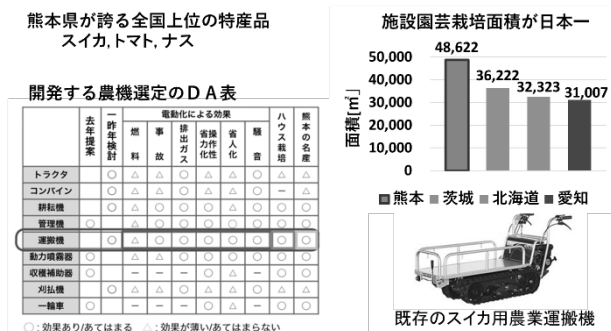 熊本県が誇る全国上位の特産品
スイカ,トマト,ナス
開発する農機選定のDA表
去年提案 一昨年検討 電動化による効果 ハウス栽培 熊本の名産
燃料 事故 排出ガス 操作性 省力化 省人化 騒音
トラクタ ○ △ △ ○ △ △ ○ △ △
コンバイン ○ △ △ ○ △ △ ○ － △
耕耘機
管理機
運搬機 ○ △ ○ ○ ○ ○ ○ ○ ○
動力噴霧器
収穫補助器
刈払機
一輪車
○:効果あり/あてはまる △:効果が薄い/あてはまらない
施設園芸栽培面積が日本一
面積[㎡]
50,000
40,000
30,000
20,000
10,000
0
48,622
36,222
32,323
31,007
■熊本 ■茨城 ■北海道 ■愛知
既存のスイカ用農業運搬機